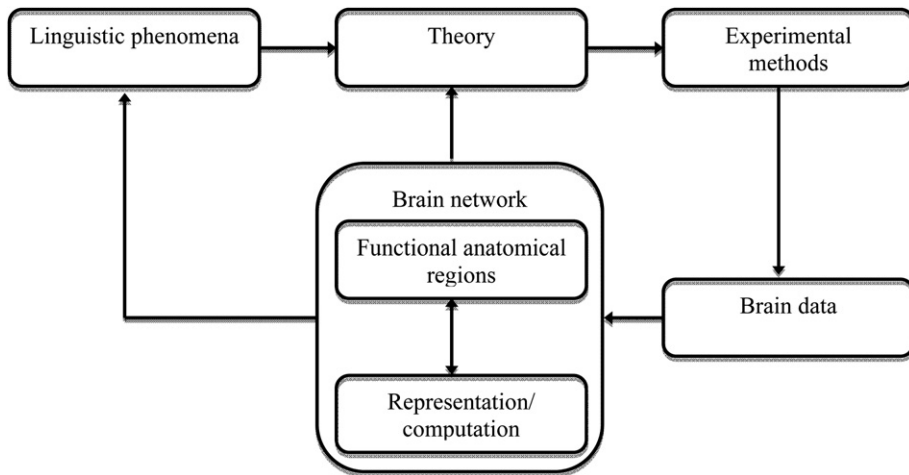 Linguistic phenomena
Theory
Experimental
methods
Brain network
Functional anatomical
regions
Brain data
Representation/
computation